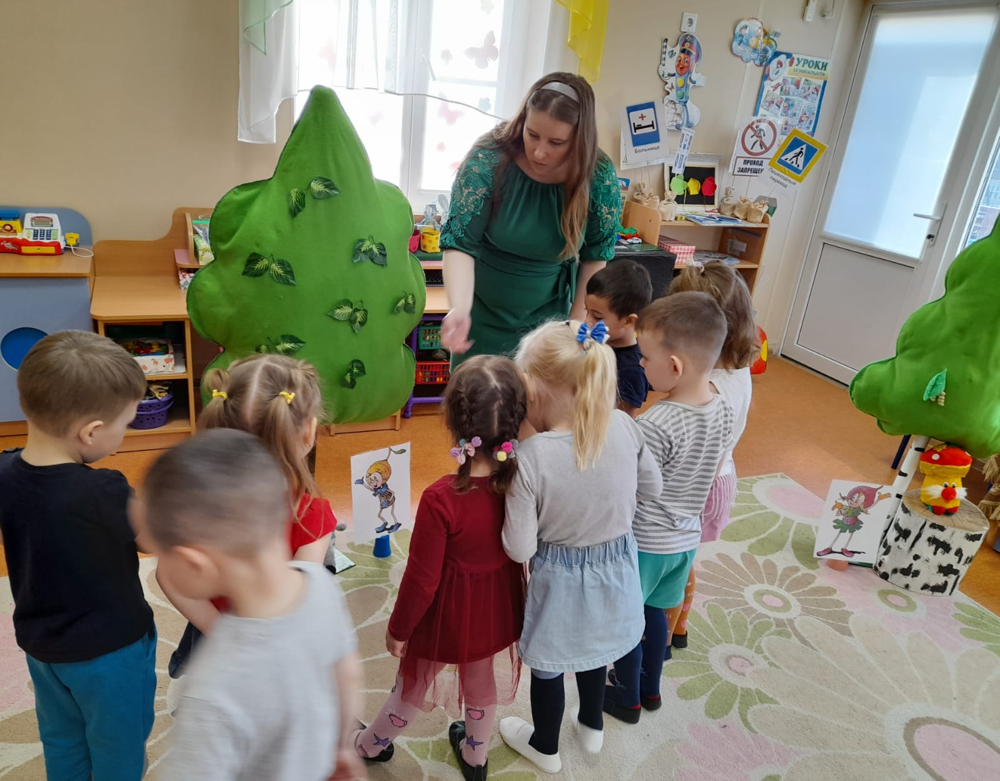 УРОКИ
БЕЗОПАСНОСТИ
Больница
ПРОХОД
ЗАПРЕЩЕН
Пешеходный
переход